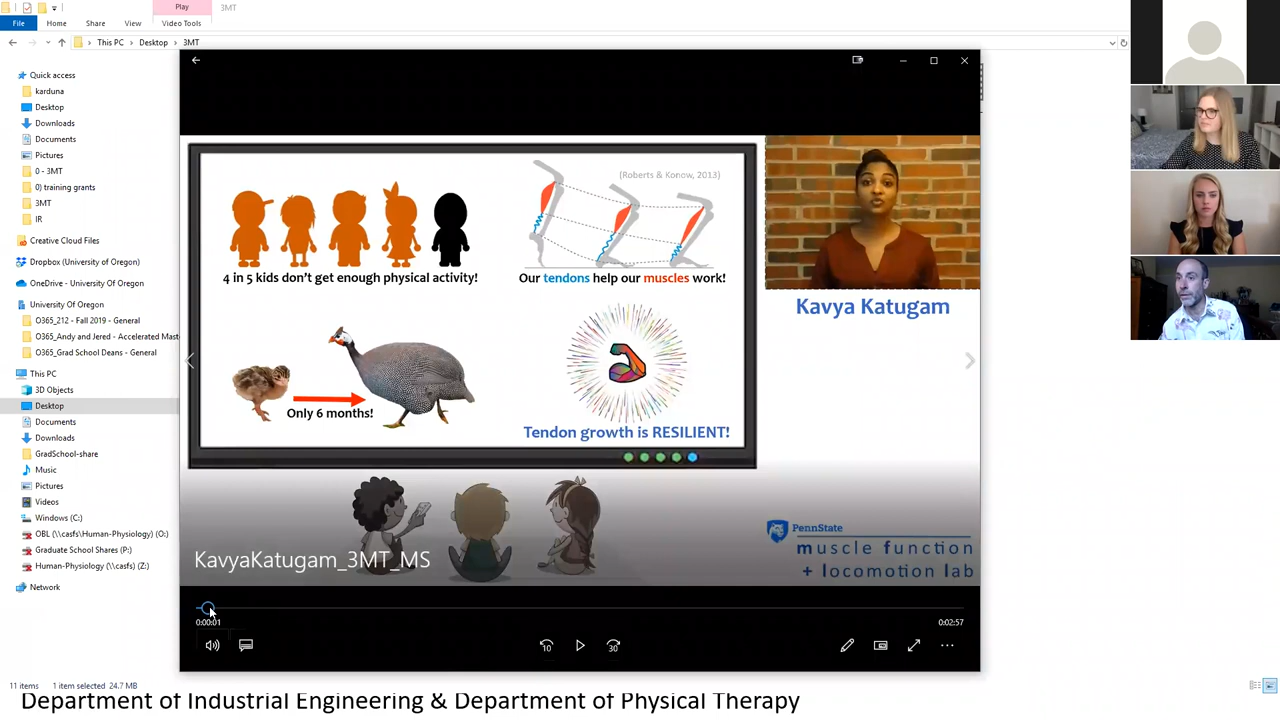 Play
3MT
File
Home
Share
View
Video Tools
This PC
Desktop
3MT
Quick access
karduna
Desktop
Downloads
Documents
Pictures
0 - 3MT
0) training grants
3MT
IR
Creative Cloud Files
Dropbox (University of Oregon)
OneDrive - University Of Oregon
University Of Oregon
O365_212 - Fall 2019 - General
O365_Andy and Jered - Accelerated Mast
O365_Grad School Deans - General
This PC
3D Objects
Desktop
Documents
Downloads
GradSchool-share
Music
Pictures
Videos
Windows (C:)
OBL (\\casfs\Human-Physiology) (O:)
Graduate School Shares (P:)
Human-Physiology (\\casfs) (Z:)
Network
11 items
1 item selected 24.7 MB
4 in 5 kids don't get enough physical activity!
[Roberts & Konow, 2013)
Our tendons help our muscles work!
Only 6 months!
Tendon growth is RESILIENT!
Kavya Katugam
PennState
muscle function
+ locomotion lab
KavyaKatugam_3MT_MS
0:00:01
0:02:57
10
30
Department of Industrial Engineering & Department of Physical Therapy